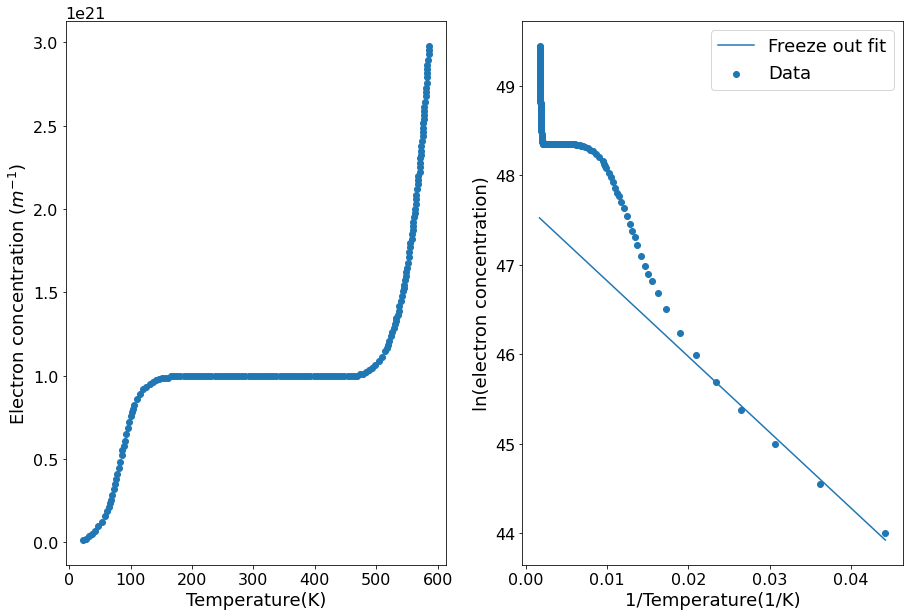 1e21
Electron concentration (m⁻¹)
3.0
2.5
2.0
1.5
1.0
0.5
0.0
0 100 200 300 400 500 600
Temperature(K)
ln(electron concentration)
49
48
47
46
45
44
0.00 0.01 0.02 0.03 0.04
1/Temperature(1/K)
Freeze out fit
Data